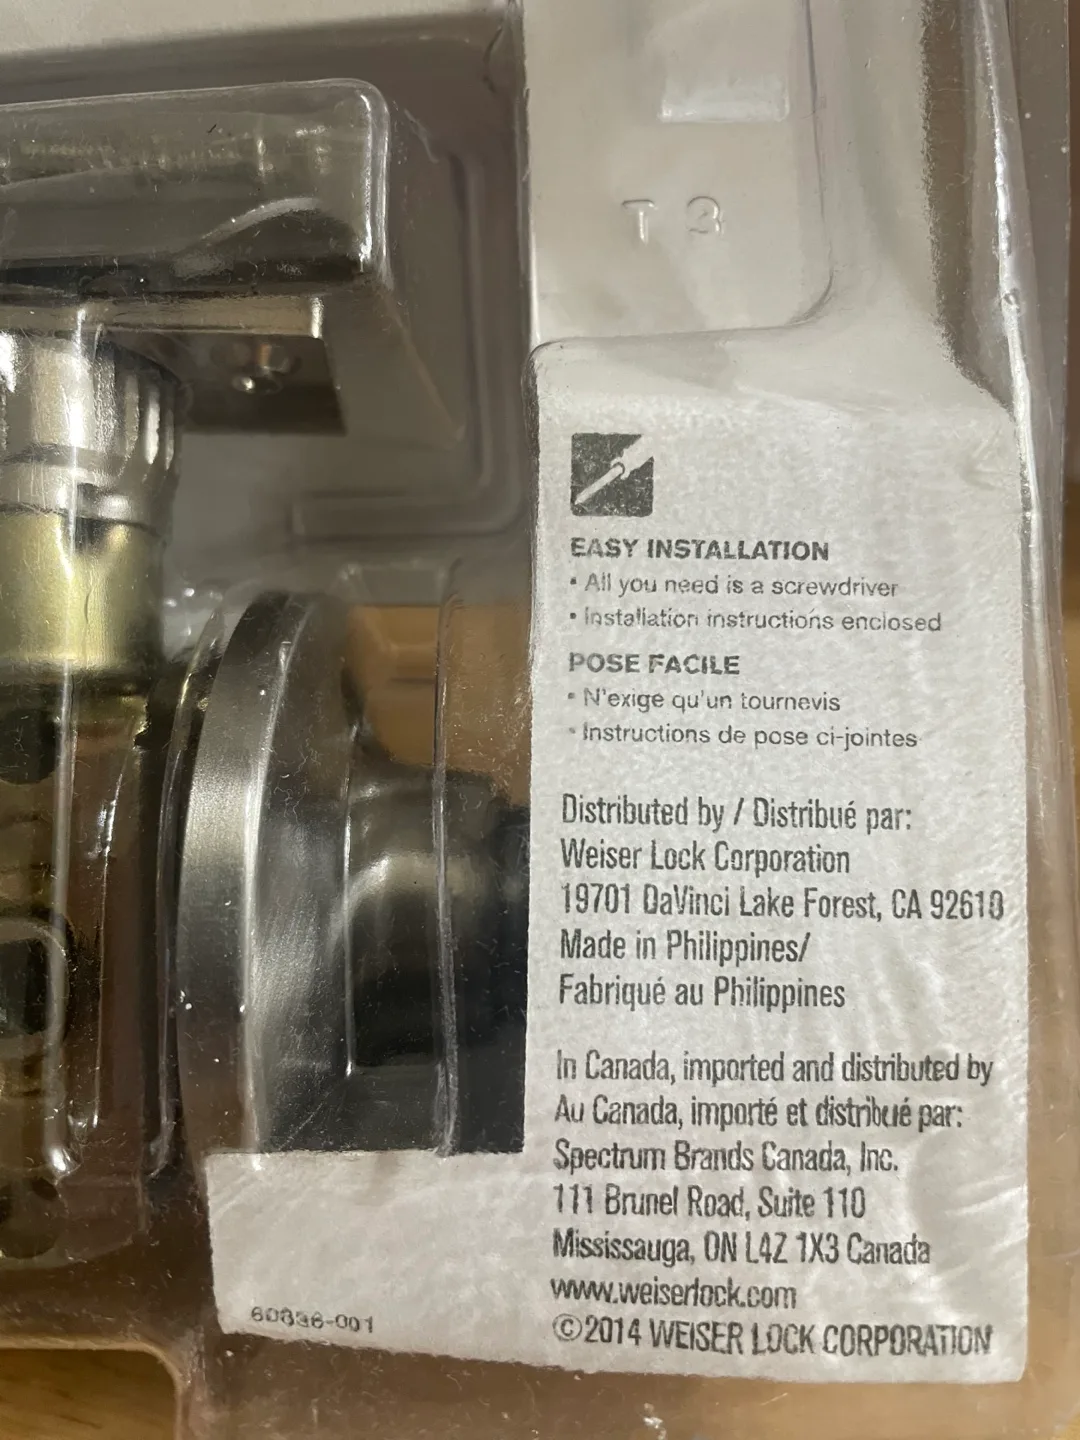 T 2
EASY INSTALLATION
• All you need is a screwdriver
• Installation instructions enclosed
POSE FACILE
• N'exige qu'un tournevis
• Instructions de pose ci-jointes
Distributed by / Distribué par:
Weiser Lock Corporation
19701 DaVinci Lake Forest, CA 92610
Made in Philippines/
Fabriqué au Philippines
In Canada, imported and distributed by
Au Canada, importé et distribué par:
Spectrum Brands Canada, Inc.
111 Brunel Road, Suite 110
Mississauga, ON L4Z 1X3 Canada
www.weiserlock.com
©2014 WEISER LOCK CORPORATION